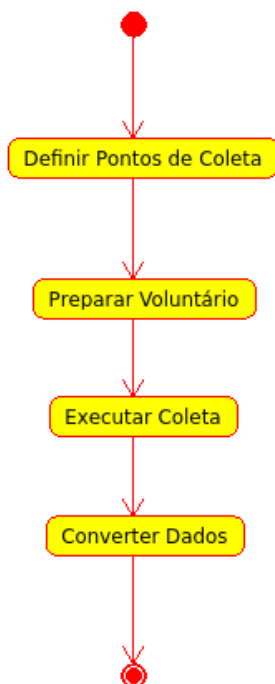 Definir Pontos de Coleta
Preparar Voluntário
Executar Coleta
Converter Dados